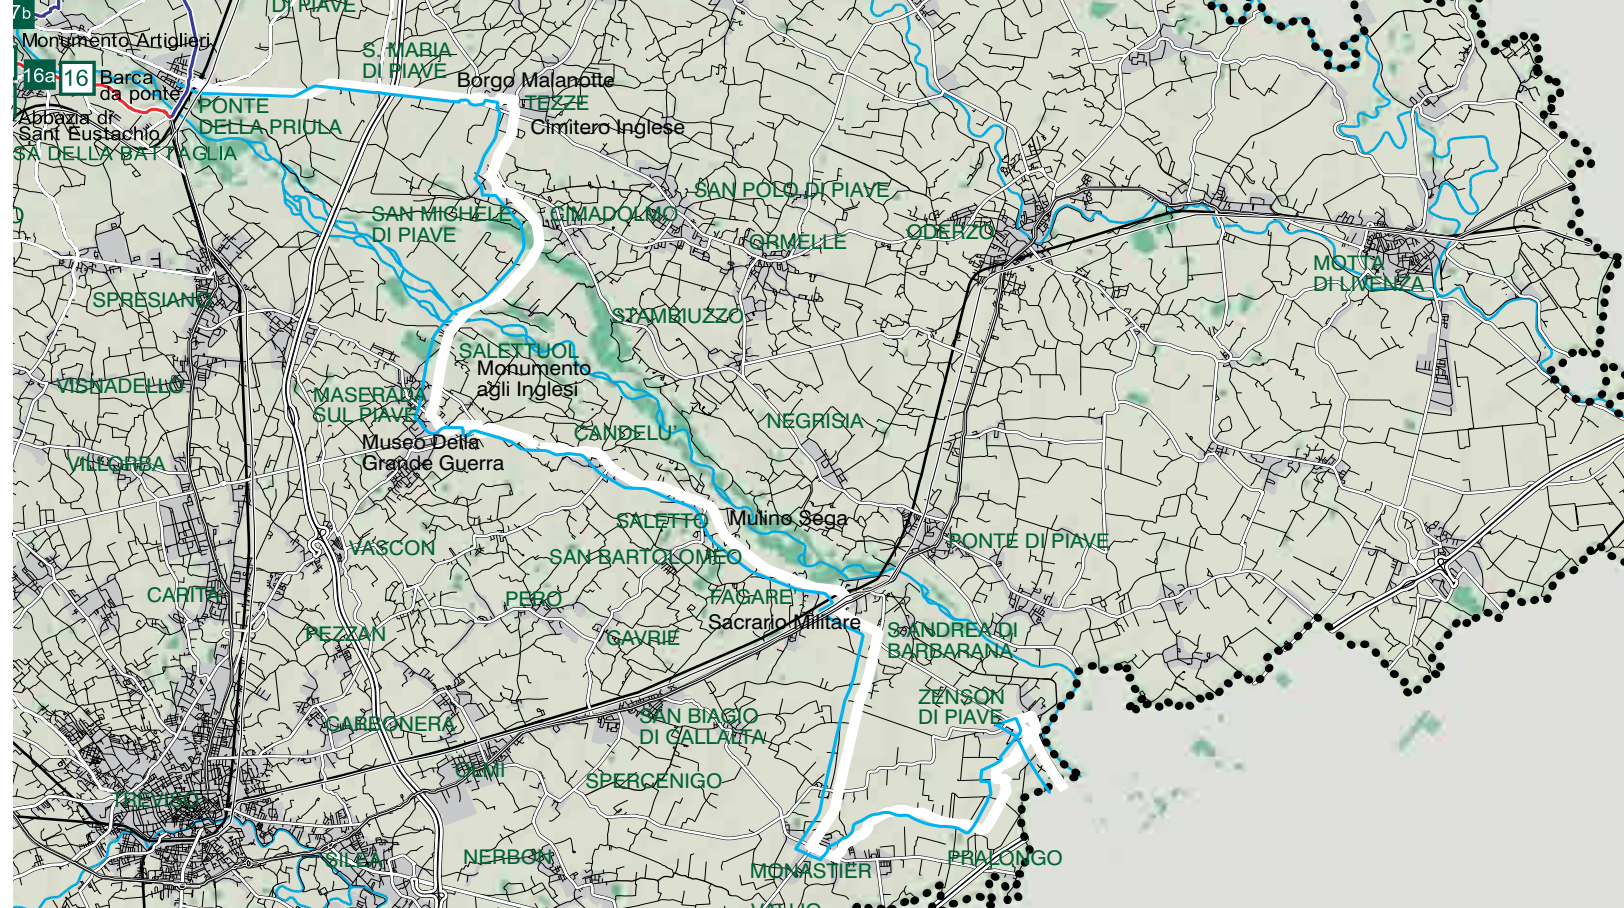 DI PIAVE
7b
Monumento Artiglieri
S. MARIA
DI PIAVE
16a
16
Barca
da ponte
Borgo Malanotte
TEZZE
PONTE
DELLA PRIULA
Abbazia di
Sant Eustachio
Cimitero Inglese
SA DELLA BATTAGLIA
SAN POLO DI PIAVE
SAN MICHELE
DI PIAVE
CIMADOLMO
ORMELLE
ODERZO
MOTTA
DI LIVENZA
SPRESIANO
STAMBIUZZO
SALETTUOL
Monumento
agli Inglesi
VISNADELLO
MASERADA
SUL PIAVE
NEGRISIA
CANDELU'
Museo Della
Grande Guerra
VILLORBA
SALETTO
Mulino Sega
VASCON
SAN BARTOLOMEO
PONTE DI PIAVE
CARITA
PERO
FAGARE
Sacrario Militare
PEZZAN
CAVRIE
S.ANDREA DI
BARBARANA
ZENSON
DI PIAVE
CARBONERA
SAN BIAGIO
DI CALLALTA
OLMI
SPERCENIGO
TREVISO
SILEA
NERBON
MONASTIER
PRALONGO